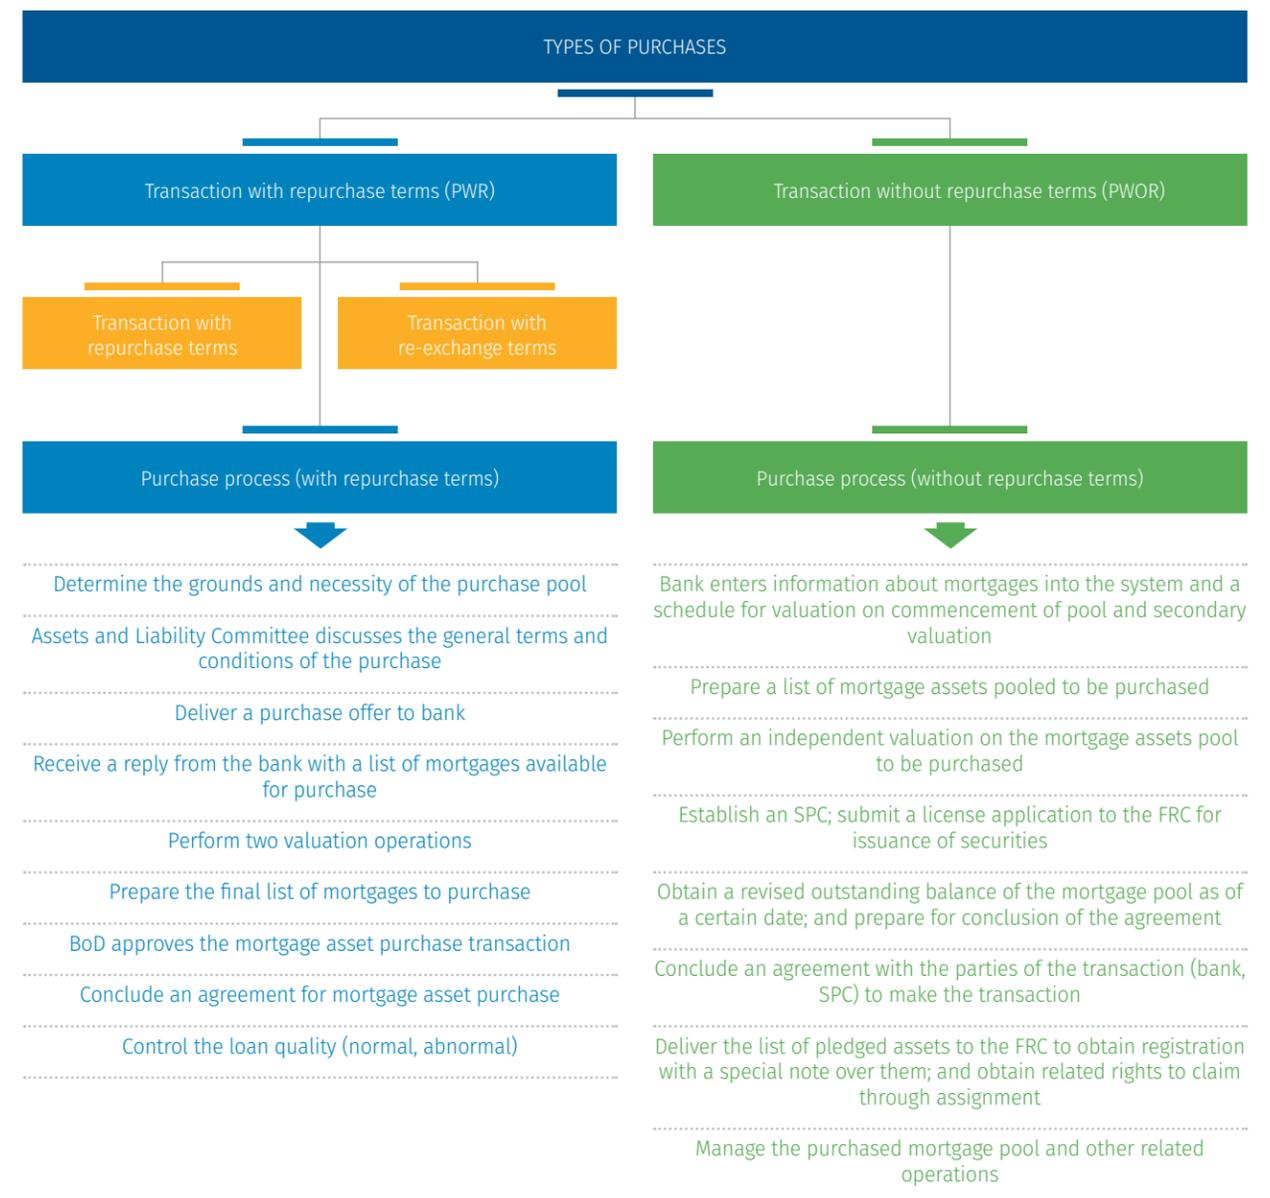 TYPES OF PURCHASES
Transaction with repurchase terms (PWR)
Transaction with
repurchase terms
Transaction with
re-exchange terms
Purchase process (with repurchase terms)
Determine the grounds and necessity of the purchase pool
Assets and Liability Committee discusses the general terms and
conditions of the purchase
Deliver a purchase offer to bank
Receive a reply from the bank with a list of mortgages available
for purchase
Perform two valuation operations
Prepare the final list of mortgages to purchase
BoD approves the mortgage asset purchase transaction
Conclude an agreement for mortgage asset purchase
Control the loan quality (normal, abnormal)
Transaction without repurchase terms (PWOR)
Purchase process (without repurchase terms)
Bank enters information about mortgages into the system and a
schedule for valuation on commencement of pool and secondary
valuation
Prepare a list of mortgage assets pooled to be purchased
Perform an independent valuation on the mortgage assets pool
to be purchased
Establish an SPC; submit a license application to the FRC for
issuance of securities
Obtain a revised outstanding balance of the mortgage pool as of
a certain date; and prepare for conclusion of the agreement
Conclude an agreement with the parties of the transaction (bank,
SPC) to make the transaction
Deliver the list of pledged assets to the FRC to obtain registration
with a special note over them; and obtain related rights to claim
through assignment
Manage the purchased mortgage pool and other related
operations